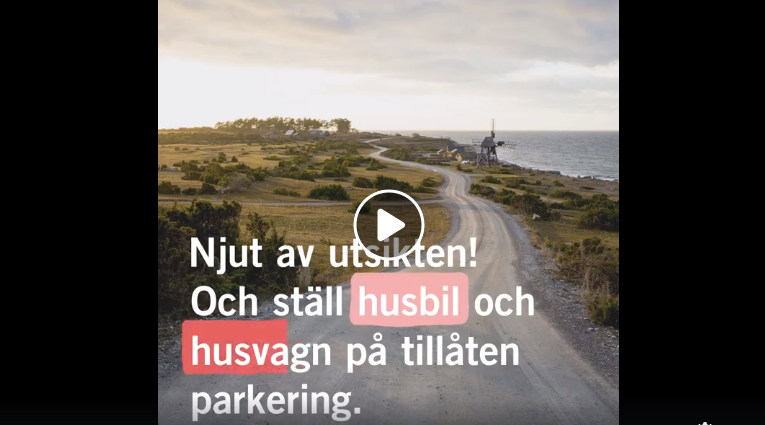 Njut av utsikten!
Och ställ husbil och
husvagn på tillåten
parkering.